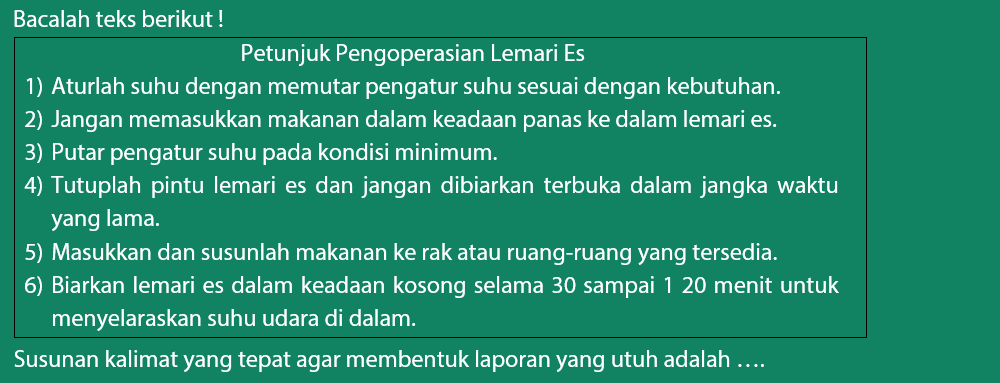 Bacalah teks berikut !
Petunjuk Pengoperasian Lemari Es
1) Aturlah suhu dengan memutar pengatur suhu sesuai dengan kebutuhan.
2) Jangan memasukkan makanan dalam keadaan panas ke dalam lemari es.
3) Putar pengatur suhu pada kondisi minimum.
4) Tutuplah pintu lemari es dan jangan dibiarkan terbuka dalam jangka waktu
yang lama.
5) Masukkan dan susunlah makanan ke rak atau ruang-ruang yang tersedia.
6) Biarkan lemari es dalam keadaan kosong selama 30 sampai 1 20 menit untuk
menyelaraskan suhu udara di dalam.
Susunan kalimat yang tepat agar membentuk laporan yang utuh adalah ….